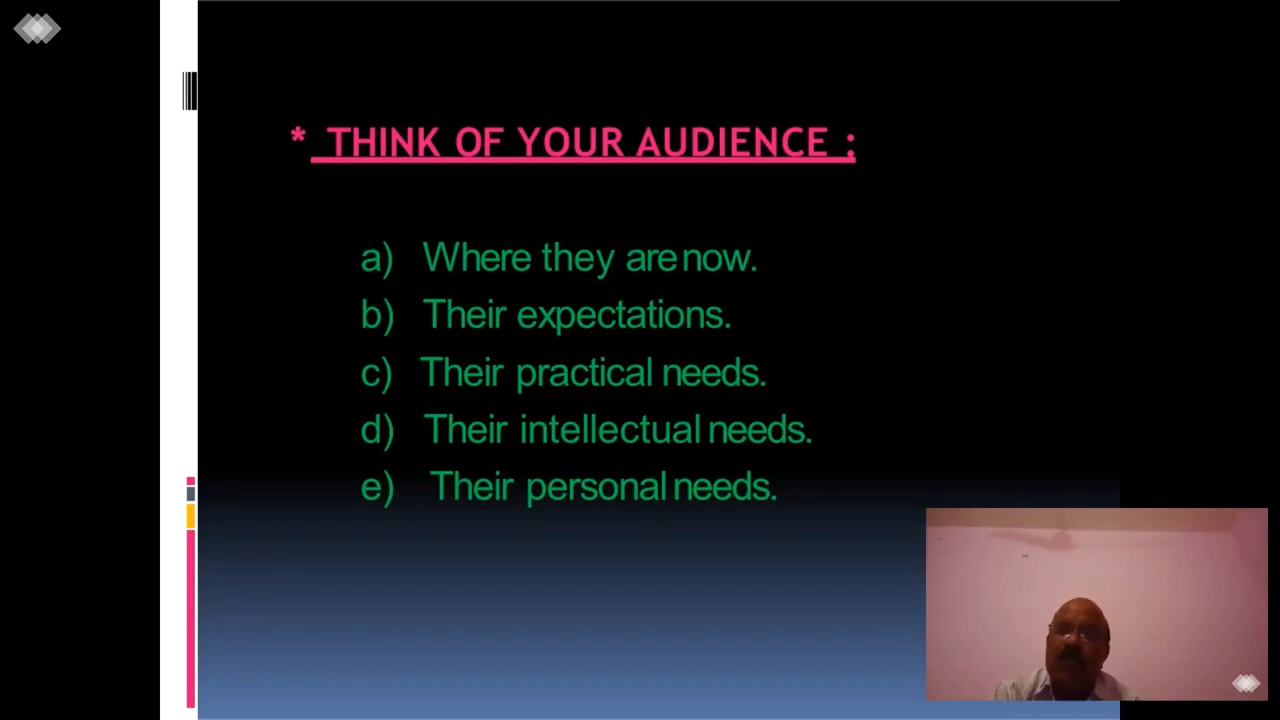 * THINK OF YOUR AUDIENCE :
a) Where they are now.
b) Their expectations.
c) Their practical needs.
d) Their intellectual needs.
e) Their personal needs.